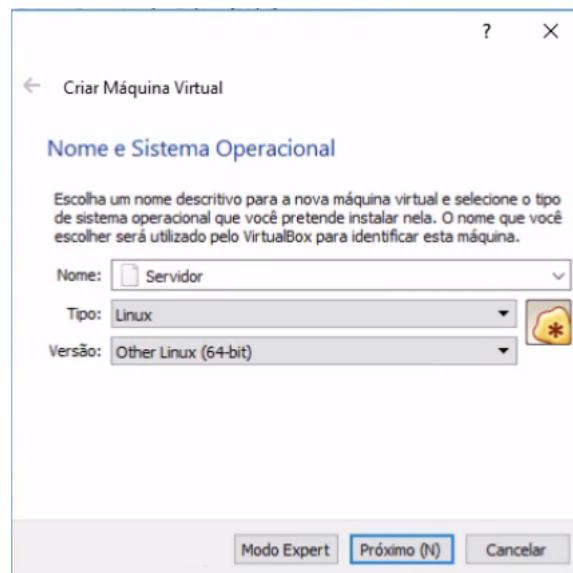 ?
Criar Máquina Virtual
Nome e Sistema Operacional
Escolha um nome descritivo para a nova máquina virtual e selecione o tipo
de sistema operacional que você pretende instalar nela. O nome que você
escolher será utilizado pelo VirtualBox para identificar esta máquina.
Nome: Servidor
Tipo: Linux
Versão: Other Linux (64-bit)
Modo Expert Próximo (N) Cancelar